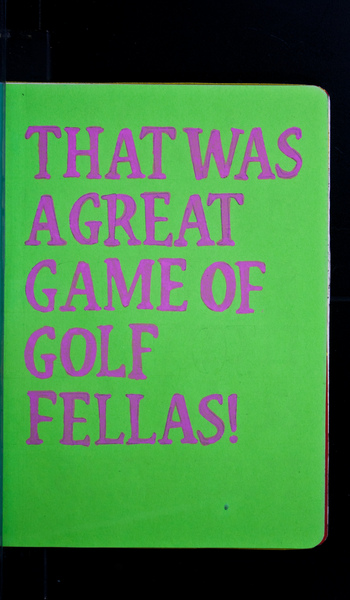 THAT WAS
A GREAT
GAME OF
GOLF
FELLAS!